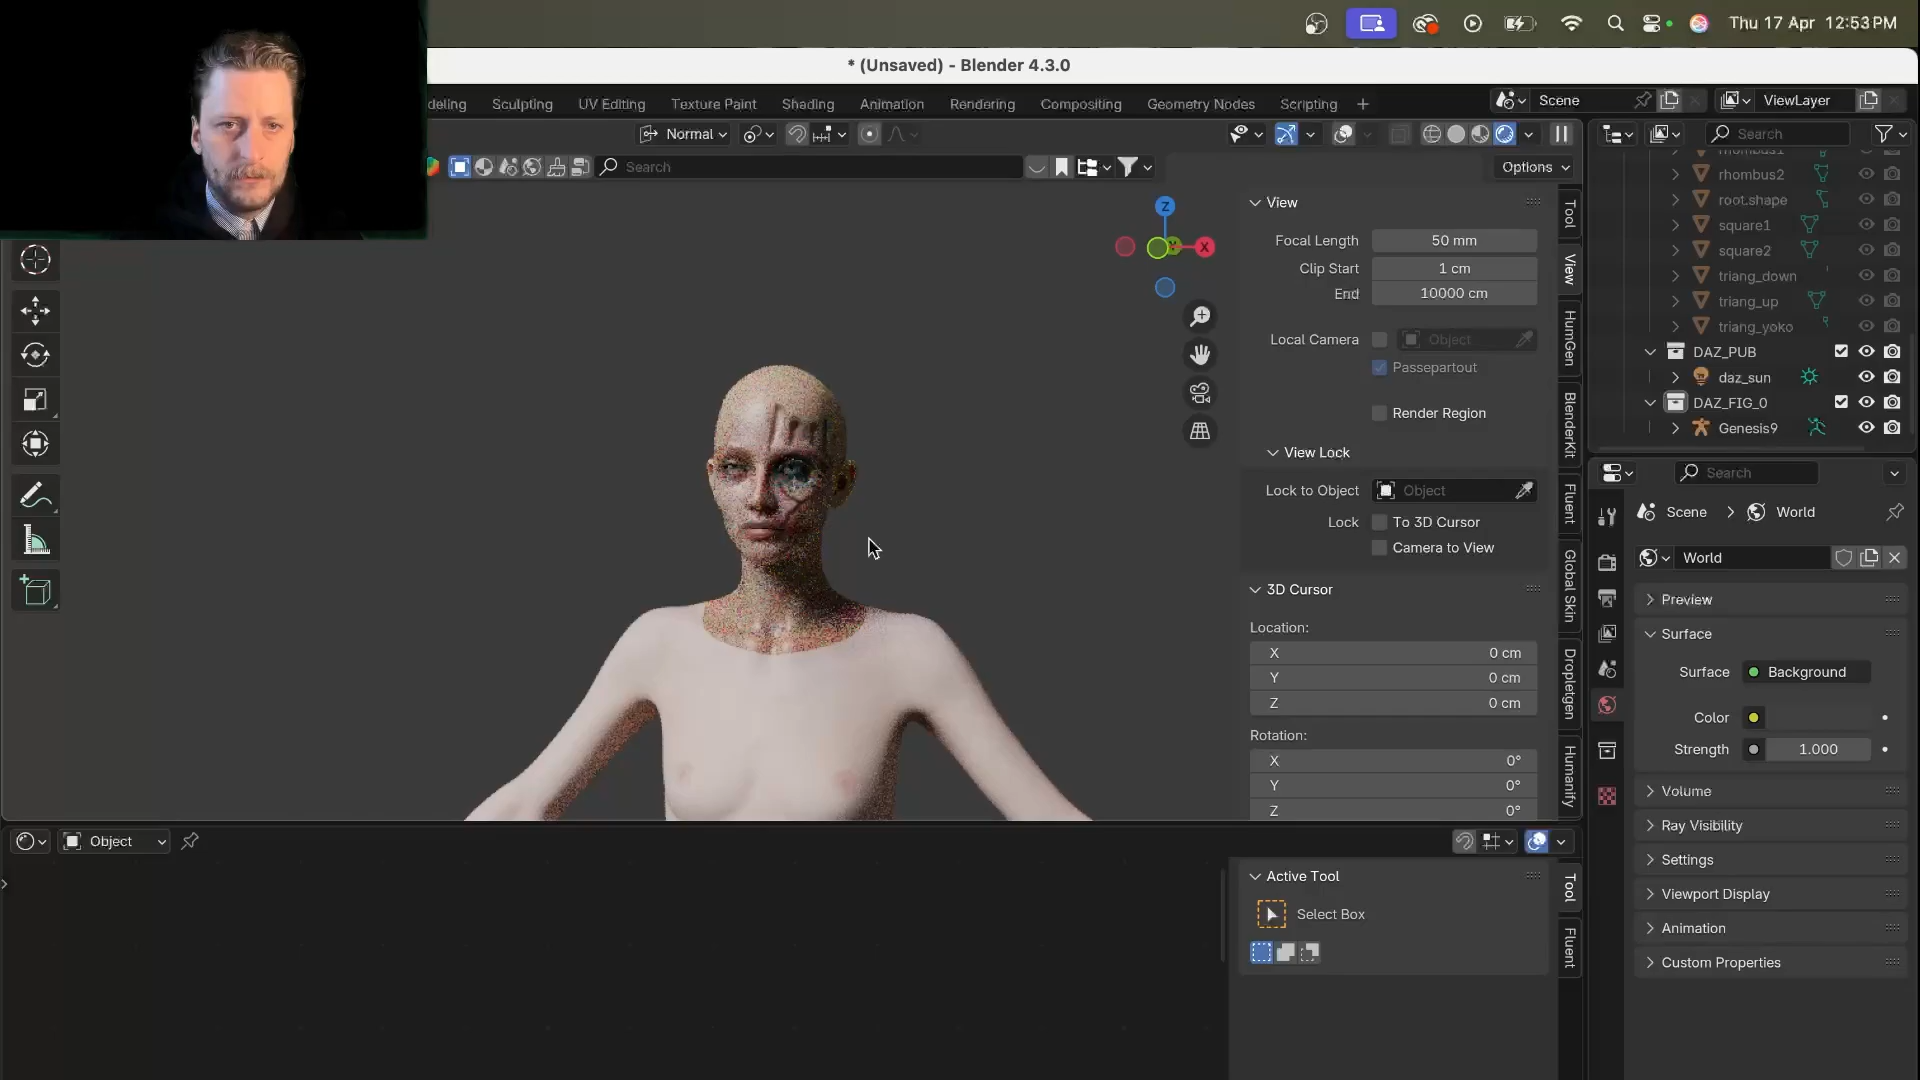 Thu 17 Apr 12:53 PM
* (Unsaved) - Blender 4.3.0
deling Sculpting UV Editing Texture Paint Shading Animation Rendering Compositing Geometry Nodes Scripting +
Scene ViewLayer
Normal
Search
Search
Options
View
Focal Length 50 mm
Clip Start 1 cm
End 10000 cm
Local Camera Object
Passepartout
Render Region
View Lock
Lock to Object Object
Lock To 3D Cursor
Camera to View
3D Cursor
Location:
X 0 cm
Y 0 cm
Z 0 cm
Rotation:
X 0°
Y 0°
Z 0°
Z
X
Tool
View
HumGen
BlenderKit
Fluent
Global Skin
Dropletgen
Humanify
rhombus1
rhombus2
root.shape
square1
square2
triang_down
triang_up
triang_yoko
DAZ_PUB
daz_sun
DAZ_FIG_0
Genesis9
Search
Scene > World
World
Preview
Surface
Surface Background
Color
Strength 1.000
Volume
Ray Visibility
Settings
Viewport Display
Animation
Custom Properties
Object
Active Tool
Select Box
Tool
Fluent